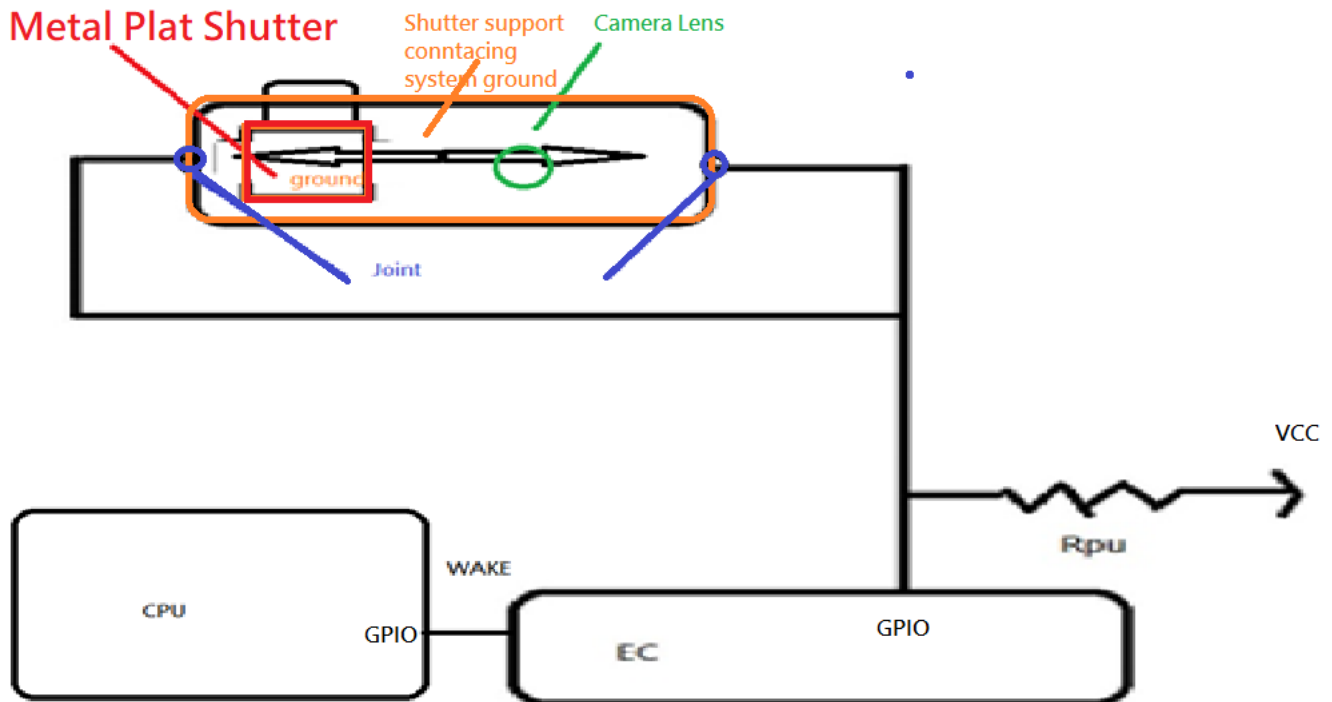 Metal Plat Shutter
Shutter support
conntacing
system ground
Camera Lens
ground
Joint
VCC
Rpu
WAKE
CPU
GPIO
GPIO
EC